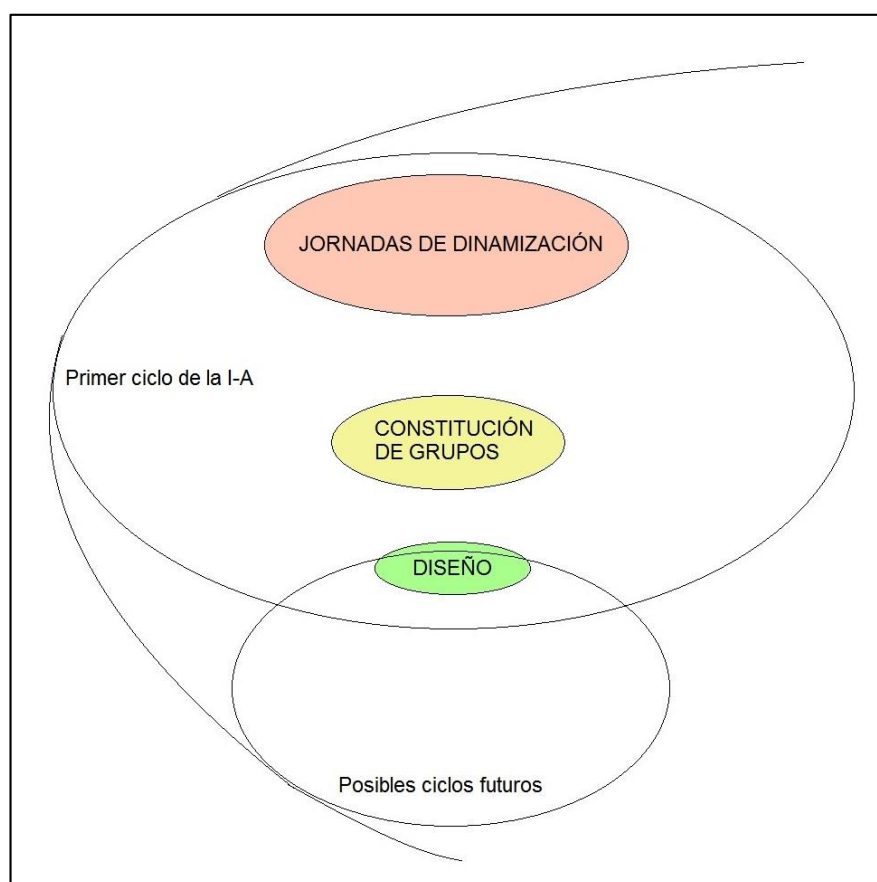 JORNADAS DE DINAMIZACIÓN
Primer ciclo de la I-A
CONSTITUCIÓN
DE GRUPOS
DISEÑO
Posibles ciclos futuros